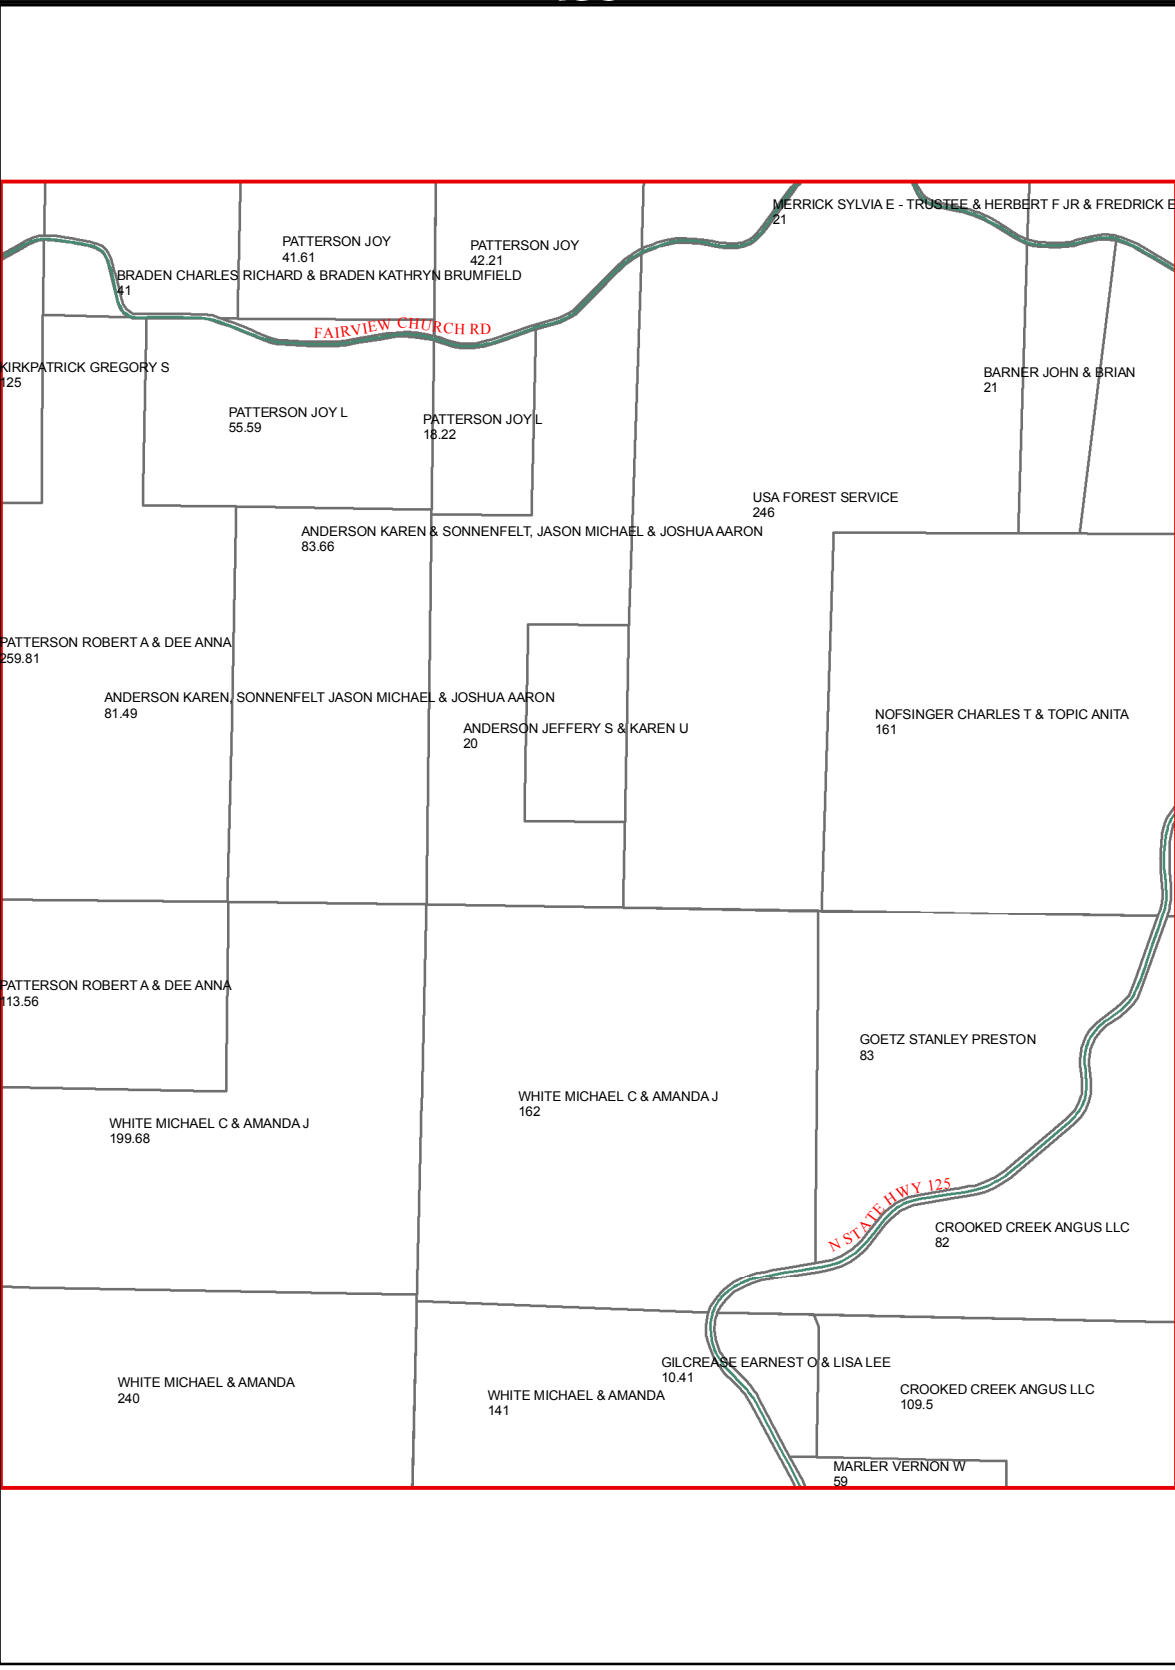 MERRICK SYLVIA E - TRUSTEE & HERBERT F JR & FREDRICK E
21
PATTERSON JOY
41.61
PATTERSON JOY
42.21
BRADEN CHARLES RICHARD & BRADEN KATHRYN BRUMFIELD
41
FAIRVIEW CHURCH RD
KIRKPATRICK GREGORY S
125
BARNER JOHN & BRIAN
21
PATTERSON JOY L
55.59
PATTERSON JOY L
18.22
USA FOREST SERVICE
246
ANDERSON KAREN & SONNENFELT, JASON MICHAEL & JOSHUA AARON
83.66
PATTERSON ROBERT A & DEE ANNA
259.81
ANDERSON KAREN, SONNENFELT JASON MICHAEL & JOSHUA AARON
81.49
NOFSINGER CHARLES T & TOPIC ANITA
161
ANDERSON JEFFERY S & KAREN U
20
PATTERSON ROBERT A & DEE ANNA
113.56
GOETZ STANLEY PRESTON
83
WHITE MICHAEL C & AMANDA J
162
WHITE MICHAEL C & AMANDA J
199.68
N STATE HWY 125
CROOKED CREEK ANGUS LLC
82
GILCREASE EARNEST O & LISA LEE
10.41
WHITE MICHAEL & AMANDA
240
WHITE MICHAEL & AMANDA
141
CROOKED CREEK ANGUS LLC
109.5
MARLER VERNON W
59